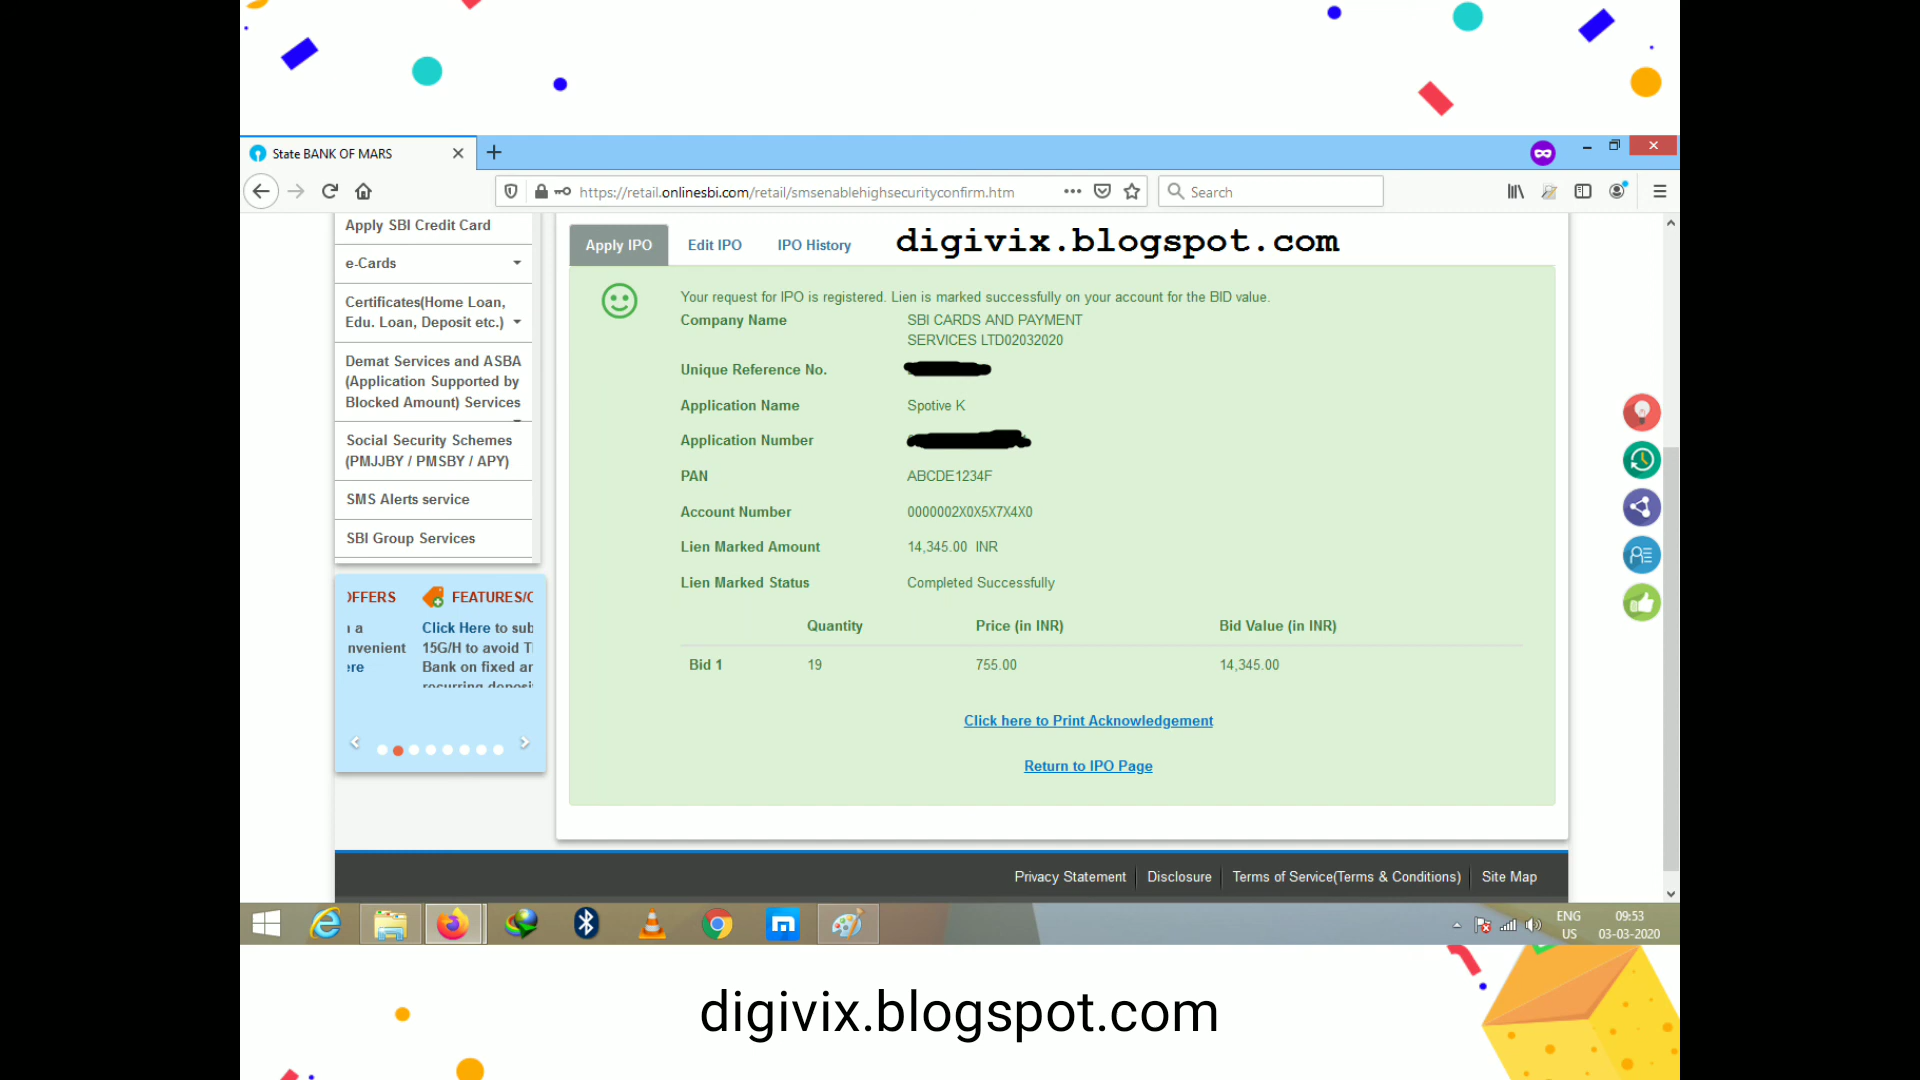 State BANK OF MARS
https://retail.onlinesbi.com/retail/smsenablehighsecurityconfirm.htm
Search
Apply SBI Credit Card
e-Cards
Certificates(Home Loan,
Edu. Loan, Deposit etc.)
Demat Services and ASBA
(Application Supported by
Blocked Amount) Services
Social Security Schemes
(PMJJBY / PMSBY / APY)
SMS Alerts service
SBI Group Services
Apply IPO Edit IPO IPO History digivix.blogspot.com
Your request for IPO is registered. Lien is marked successfully on your account for the BID value.
Company Name SBI CARDS AND PAYMENT
SERVICES LTD02032020
Unique Reference No.
Application Name Spotive K
Application Number
PAN ABCDE1234F
Account Number 0000002X0X5X7X4X0
Lien Marked Amount 14,345.00 INR
Lien Marked Status Completed Successfully
Quantity Price (in INR) Bid Value (in INR)
Bid 1 19 755.00 14,345.00
Click here to Print Acknowledgement
Return to IPO Page
FEATURES/
a
Click Here to sub
15G/H to avoid
Bank on fixed
Privacy Statement Disclosure Terms of Service(Terms & Conditions) Site Map
ENG 09:53
US 03-03-2020
digivix.blogspot.com